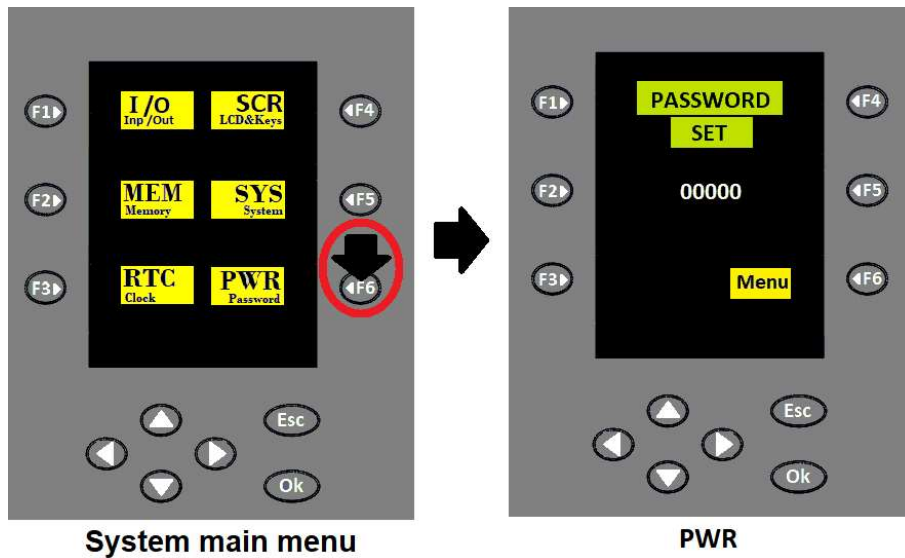 F1
I/O
Inp/Out
SCR
LCD&Keys
F4
F2
MEM
Memory
SYS
System
F5
F3
RTC
Clock
PWR
Password
F6
Esc
Ok
System main menu
F1
PASSWORD
SET
F4
F2
00000
F5
F3
Menu
F6
Esc
Ok
PWR